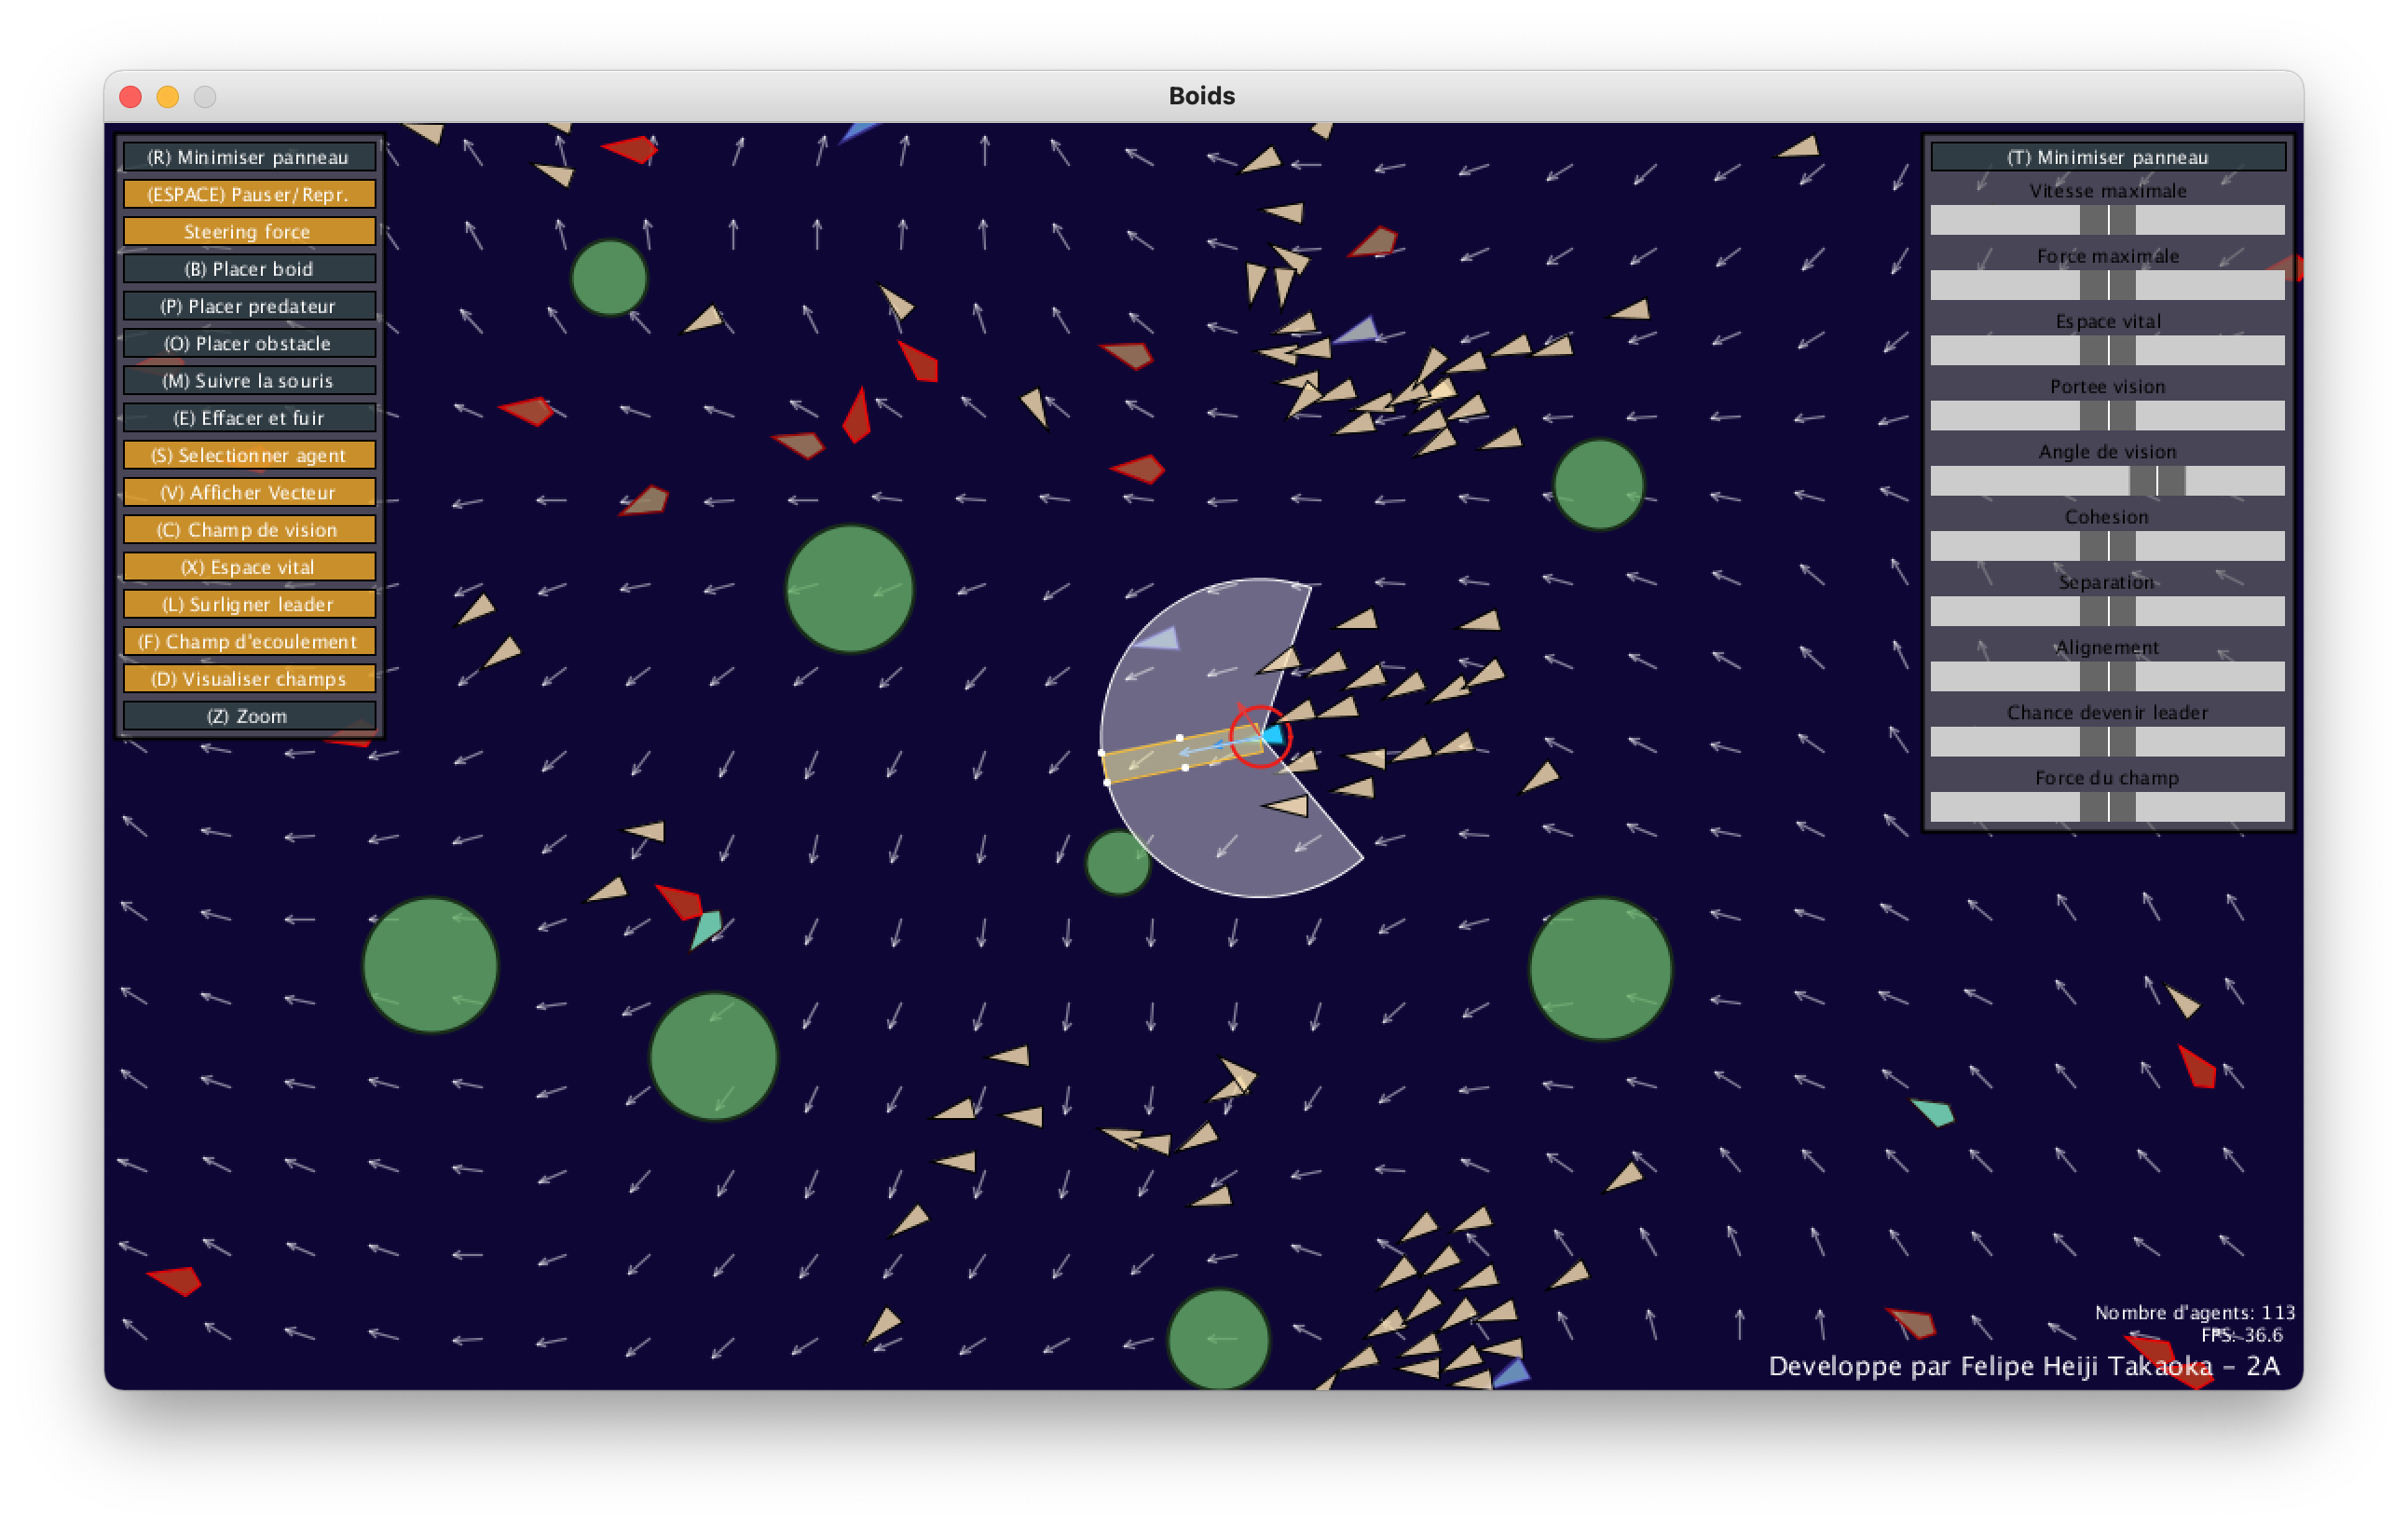 Boids
(R) Minimiser panneau
(ESPACE) Pauser/Repr.
Steering force
(B) Placer boid
(P) Placer predateur
(O) Placer obstacle
(M) Suivre la souris
(E) Effacer et fuir
(S) Selectionner agent
(V) Afficher Vecteur
(C) Champ de vision
(X) Espace vital
(L) Surligner leader
(F) Champ d'ecoulement
(D) Visualiser champs
(Z) Zoom
(T) Minimiser panneau
Vitesse maximale
Force maximale
Espace vital
Portee vision
Angle de vision
Cohesion
Separation
Alignement
Chance devenir leader
Force du champ
Nombre d'agents: 113
FPS: 36.6
Developpe par Felipe Heiji Takaoka - 2A